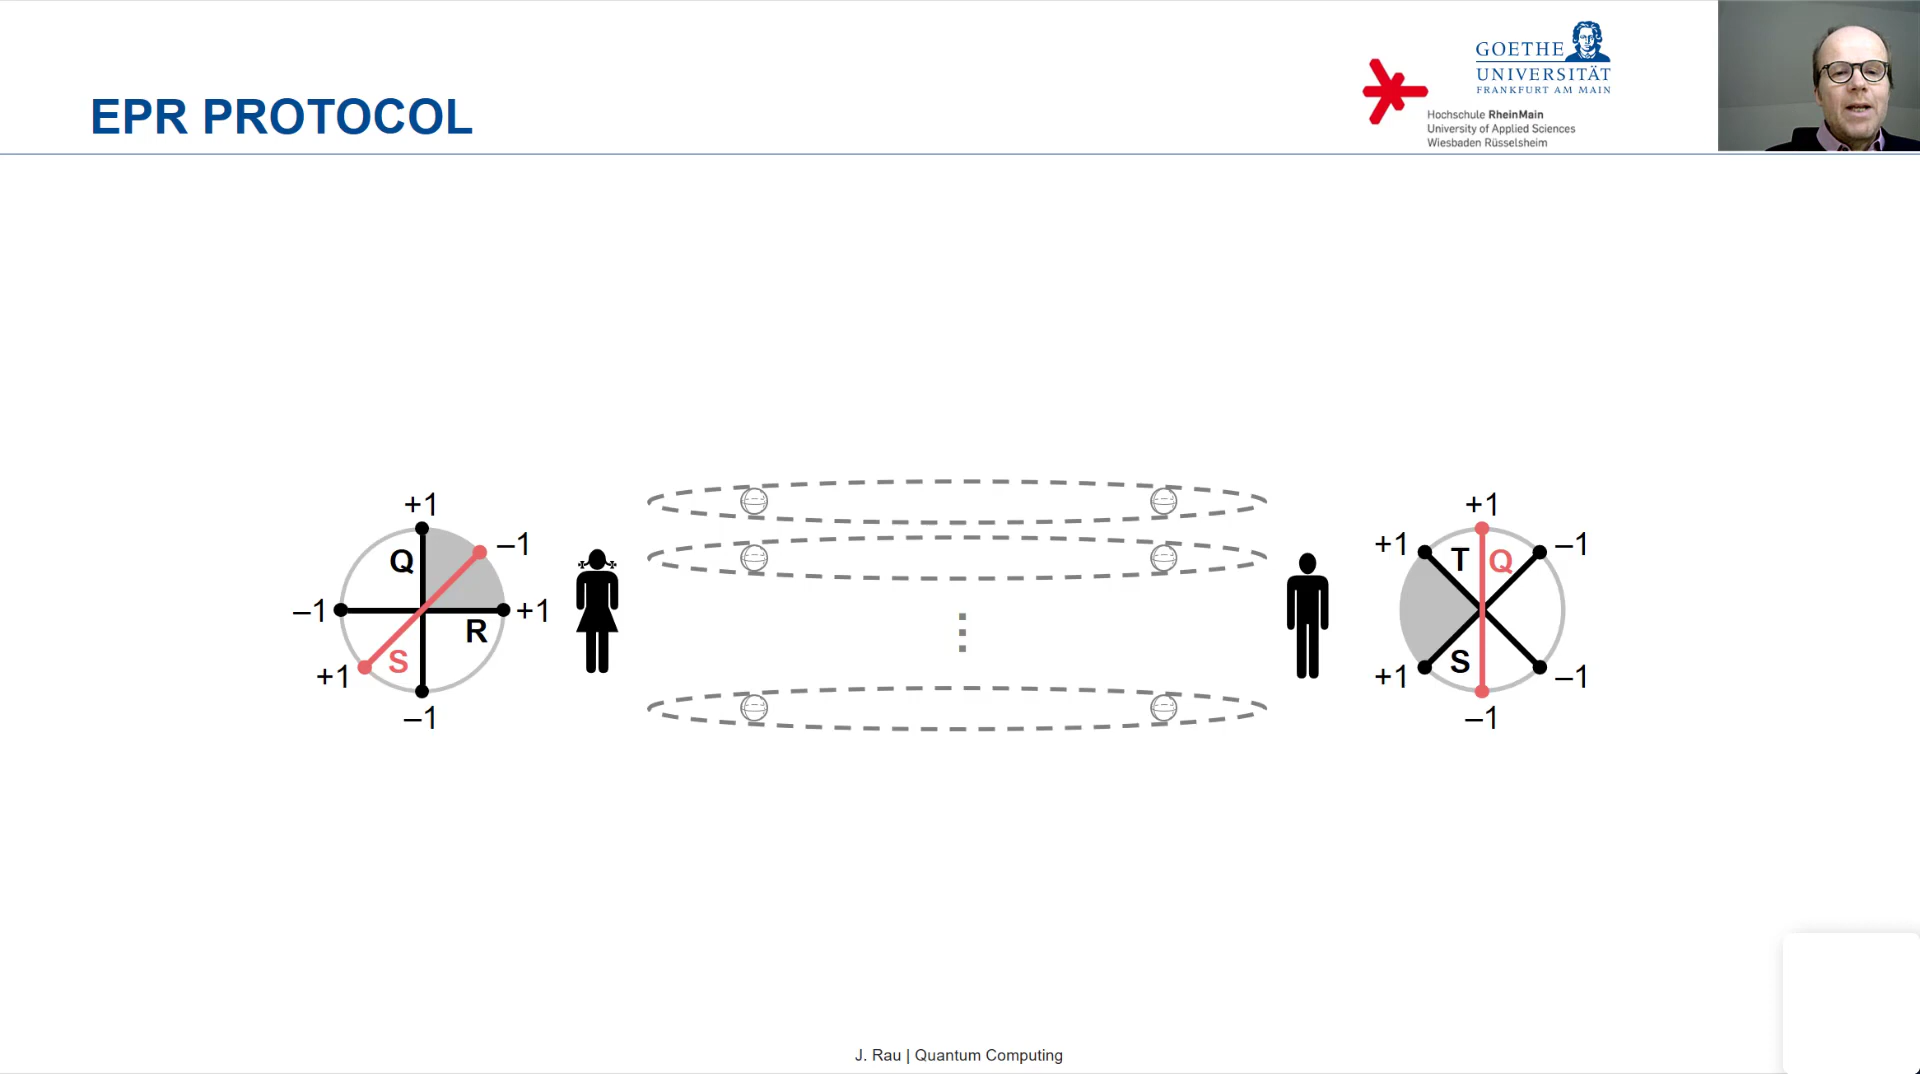 EPR PROTOCOL
GOETHE
UNIVERSITÄT
FRANKFURT AM MAIN
Hochschule RheinMain
University of Applied Sciences
Wiesbaden Rüsselsheim
+1
Q
–1
–1
+1
R
S
+1
–1
+1
+1
T
Q
–1
+1
S
–1
–1
J. Rau | Quantum Computing